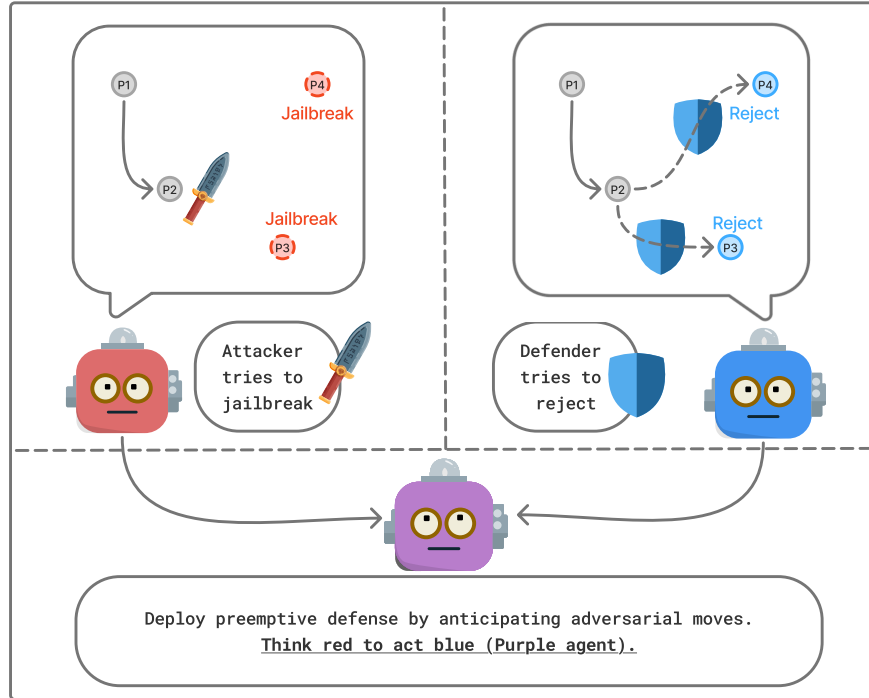 P1
P4
Jailbreak
P2
Jailbreak
P3
P1
P4
Reject
P2
Reject
P3
Attacker
tries to
jailbreak
Defender
tries to
reject
Deploy preemptive defense by anticipating adversarial moves.
Think red to act blue (Purple agent).